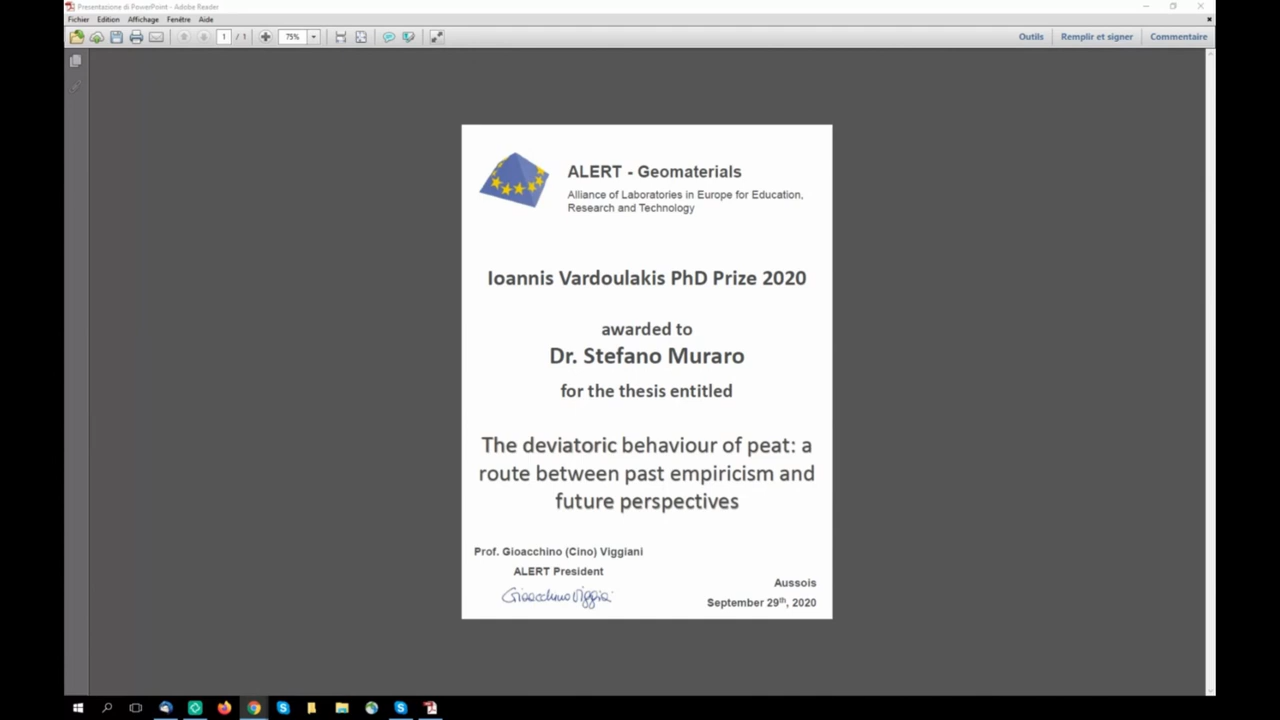 Presentazione di PowerPoint - Adobe Reader
Fichier Edition Affichage Fenêtre Aide
1 / 1 75% Outils Remplir et signer Commentaire
ALERT - Geomaterials
Alliance of Laboratories in Europe for Education,
Research and Technology
Ioannis Vardoulakis PhD Prize 2020
awarded to
Dr. Stefano Muraro
for the thesis entitled
The deviatoric behaviour of peat: a
route between past empiricism and
future perspectives
Prof. Gioacchino (Cino) Viggiani
ALERT President
Gioacchino Viggiani
Aussois
September 29th, 2020